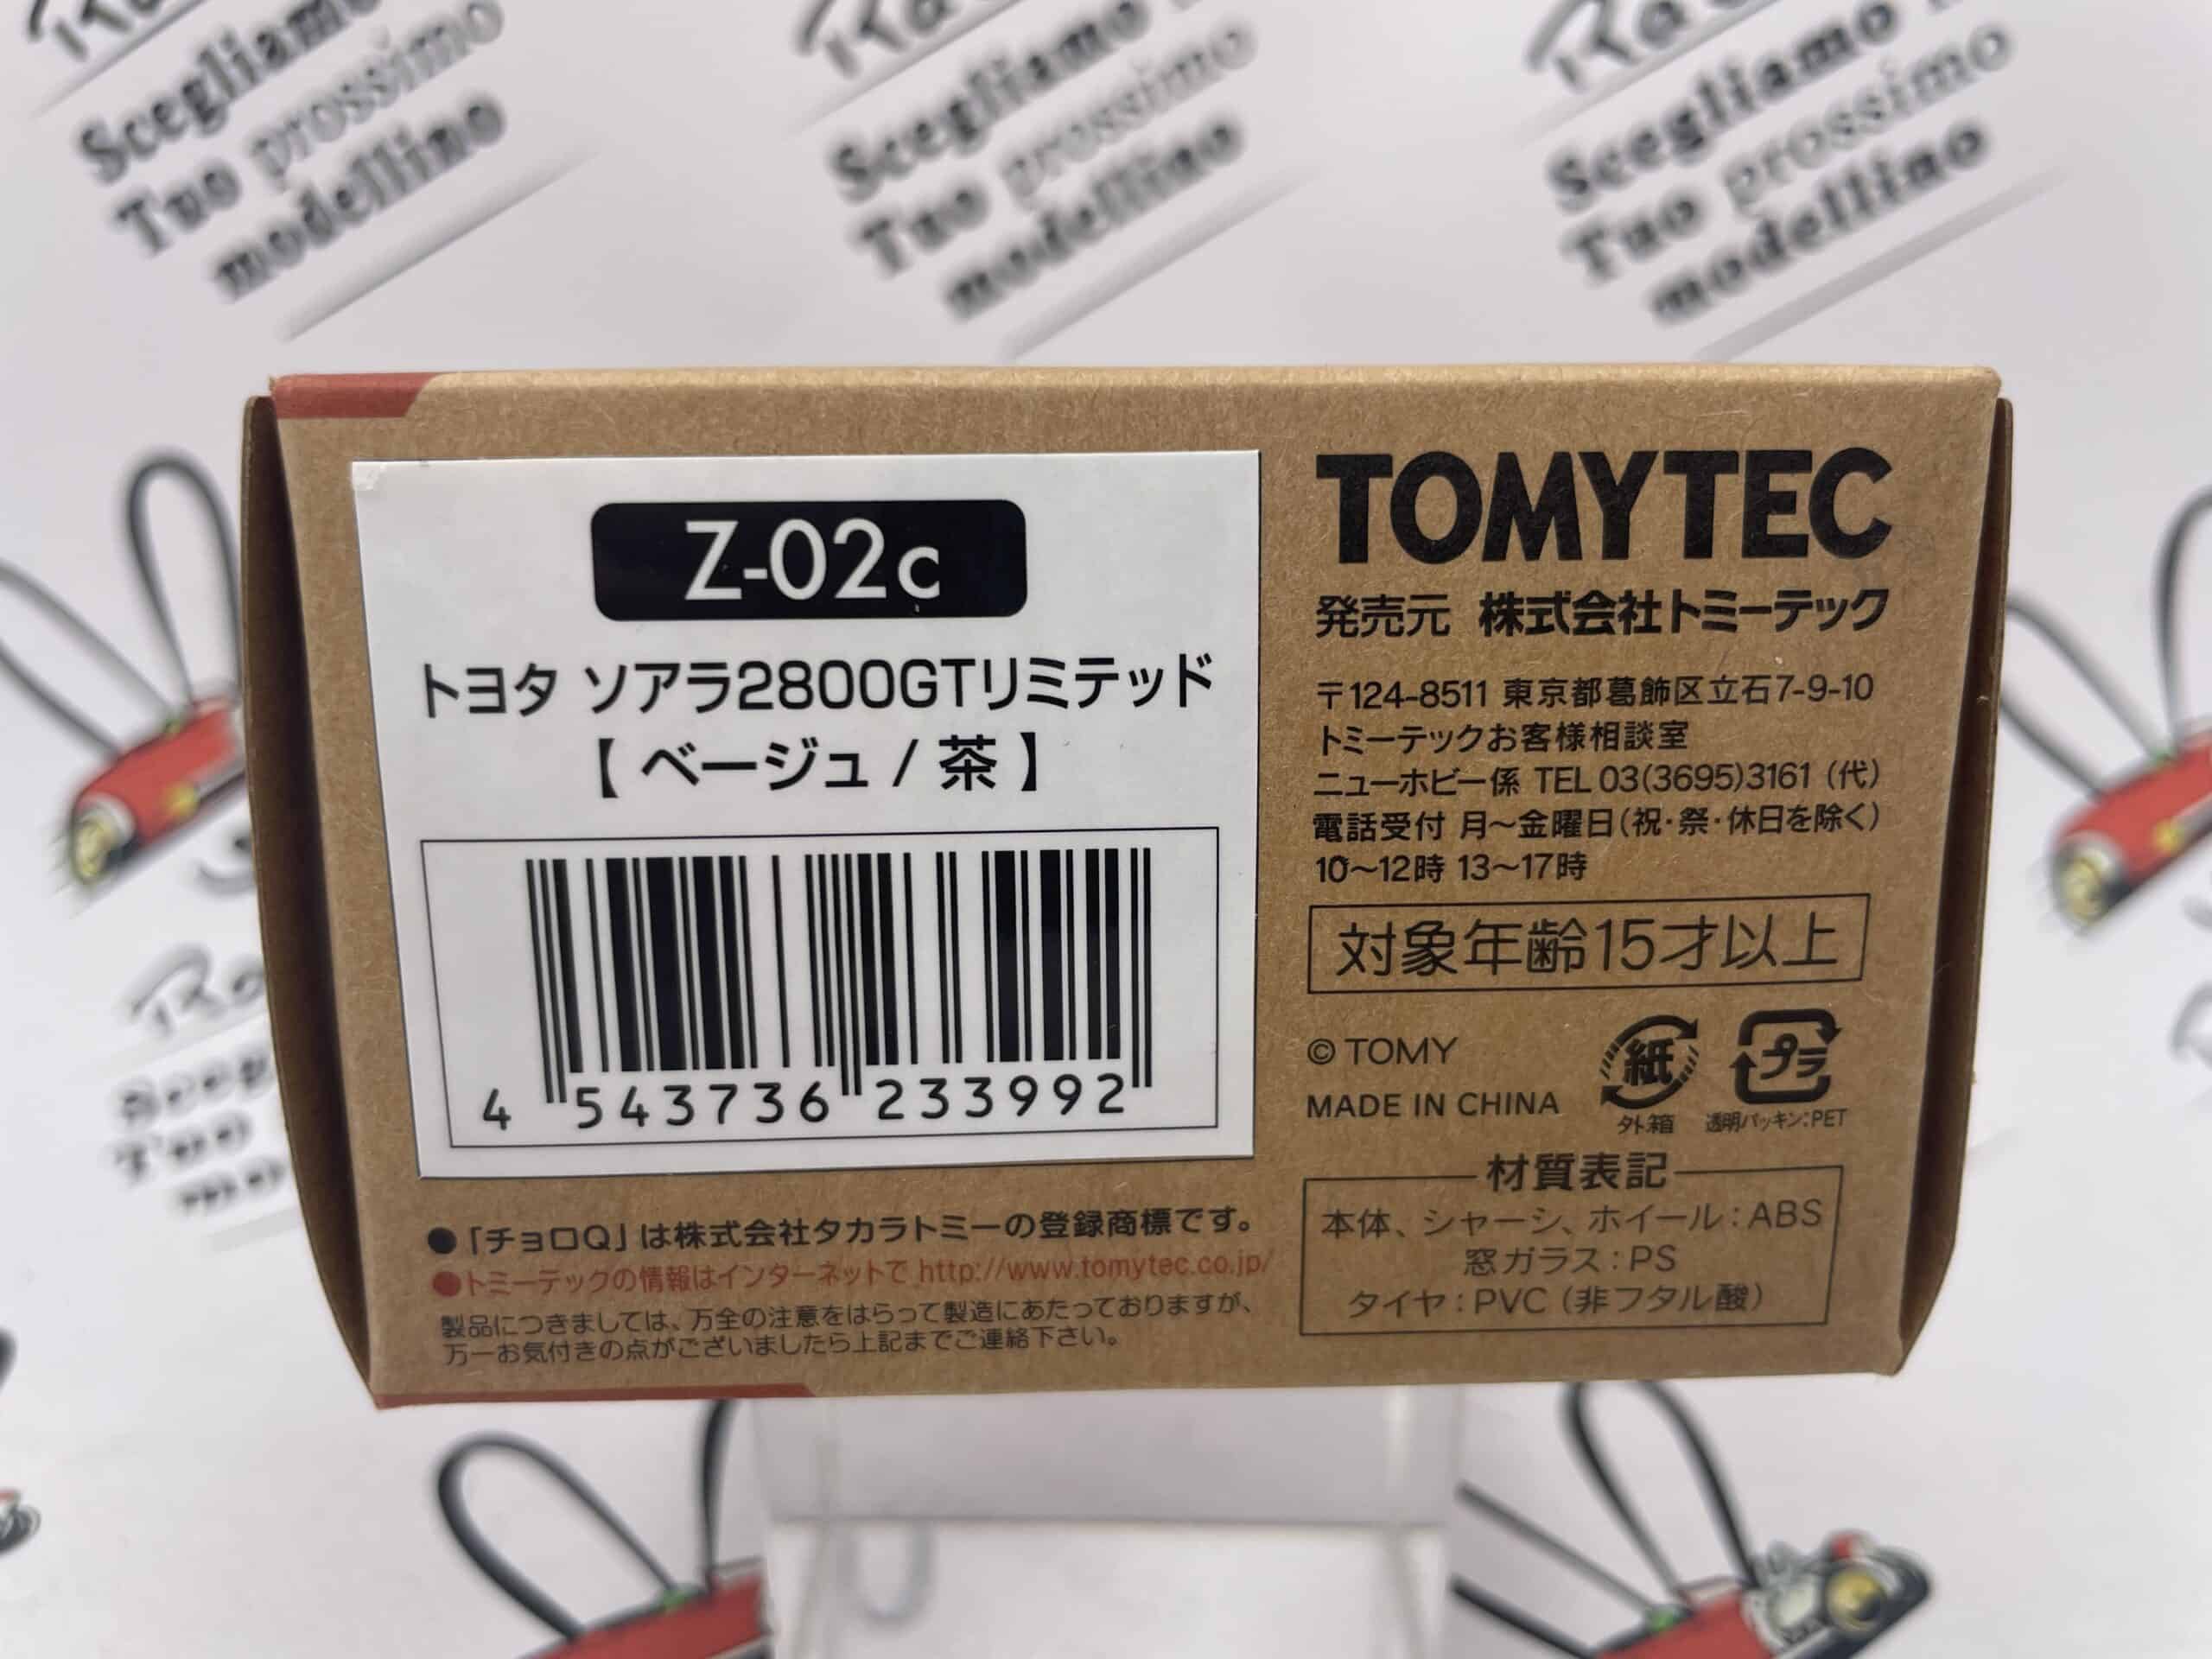 Scegliamo
Tuo prossimo
modellino
Scegliamo
Tuo prossimo
modellino
Scegliamo
Tuo prossimo
modellino
Z-02c
トヨタ ソアラ2800GTリミテッド
【 ベージュ / 茶 】
4 543736 233992
●「チョロQ」は株式会社タカラトミーの登録商標です。
●トミーテックの情報はインターネットで http://www.tomytec.co.jp/
製品につきましては、万全の注意をはらって製造にあたっておりますが、
万一お気付きの点がございましたら上記までご連絡下さい。
TOMYTEC
発売元 株式会社トミーテック
〒124-8511 東京都葛飾区立石7-9-10
トミーテックお客様相談室
ニューホビー係 TEL 03(3695)3161 (代)
電話受付 月〜金曜日(祝・祭・休日を除く)
10〜12時 13〜17時
対象年齢15才以上
© TOMY
MADE IN CHINA
紙
外箱
プラ
透明パッキン:PET
材質表記
本体、シャーシ、ホイール:ABS
窓ガラス:PS
タイヤ:PVC (非フタル酸)